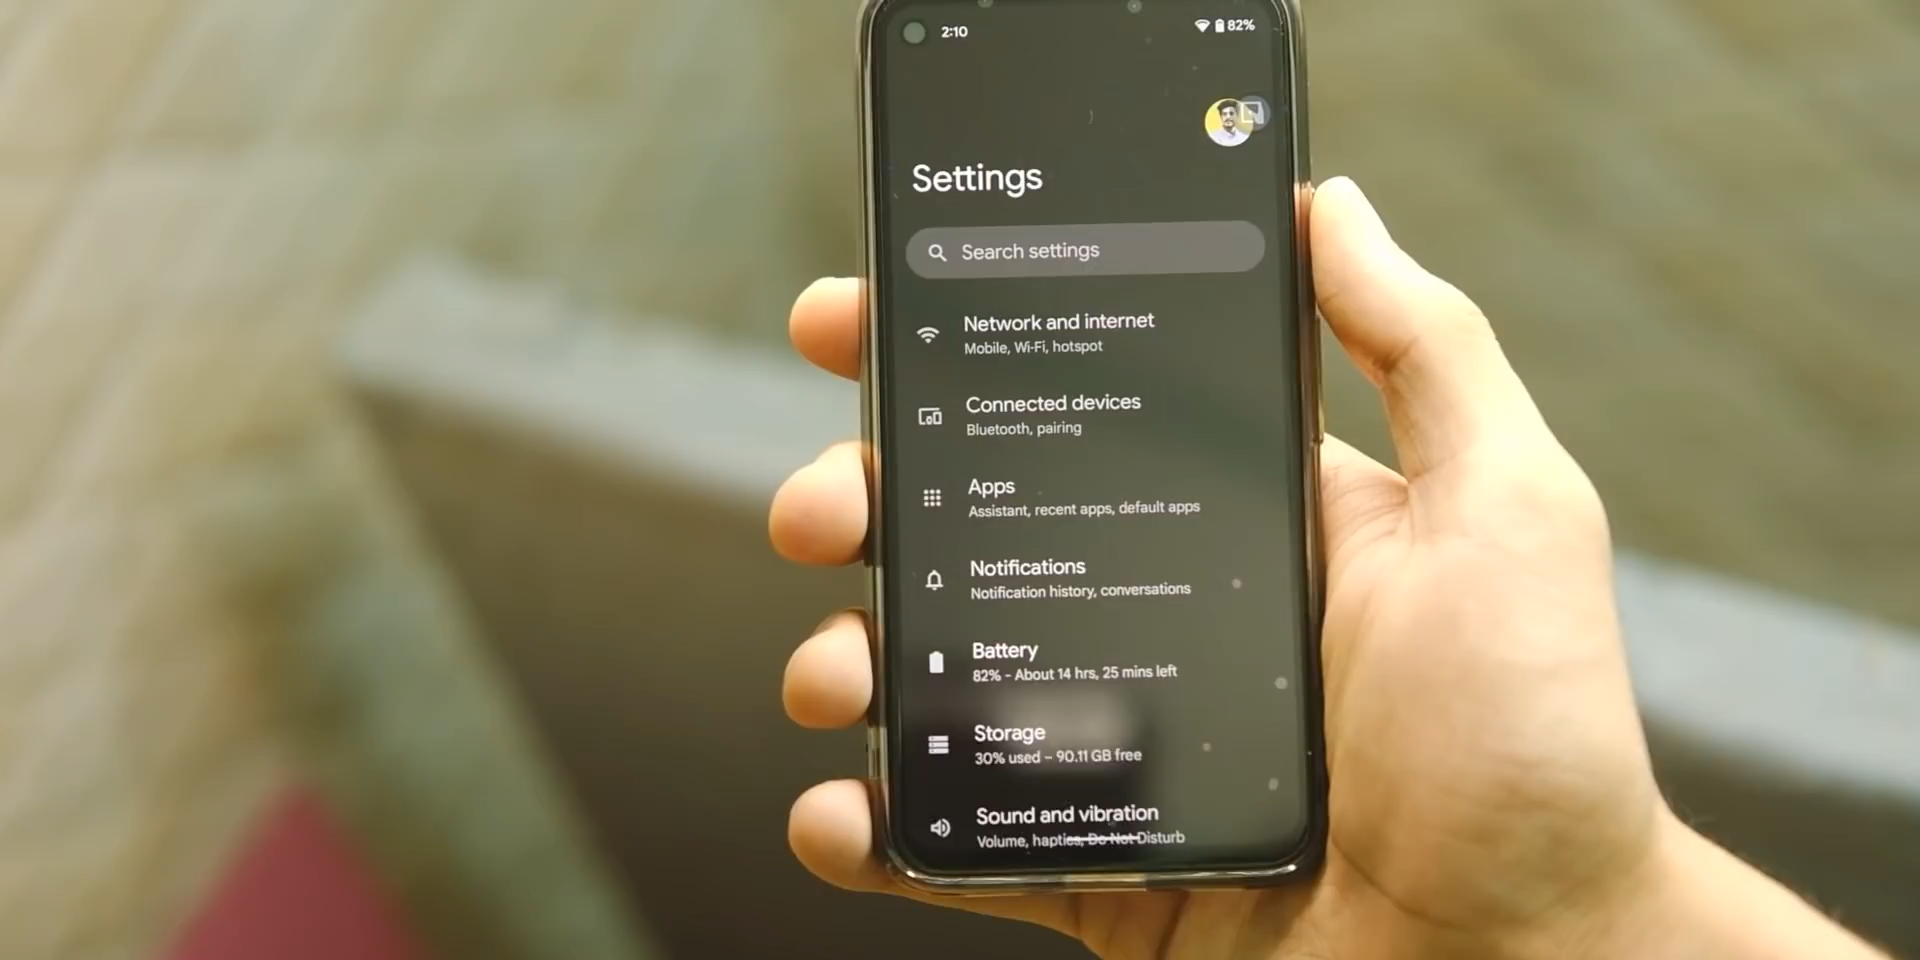 2:10
82%
Settings
Search settings
Network and internet
Mobile, Wi-Fi, hotspot
Connected devices
Bluetooth, pairing
Apps
Assistant, recent apps, default apps
Notifications
Notification history, conversations
Battery
82% - About 14 hrs, 25 mins left
Storage
30% used – 90.11 GB free
Sound and vibration
Volume, haptics, Do Not Disturb